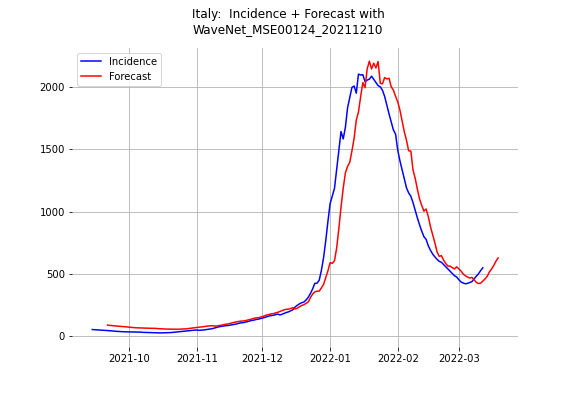 Italy:  Incidence + Forecast with
WaveNet_MSE00124_20211210
Incidence
Forecast
2000
1500
1000
500
0
2021-10 2021-11 2021-12 2022-01 2022-02 2022-03